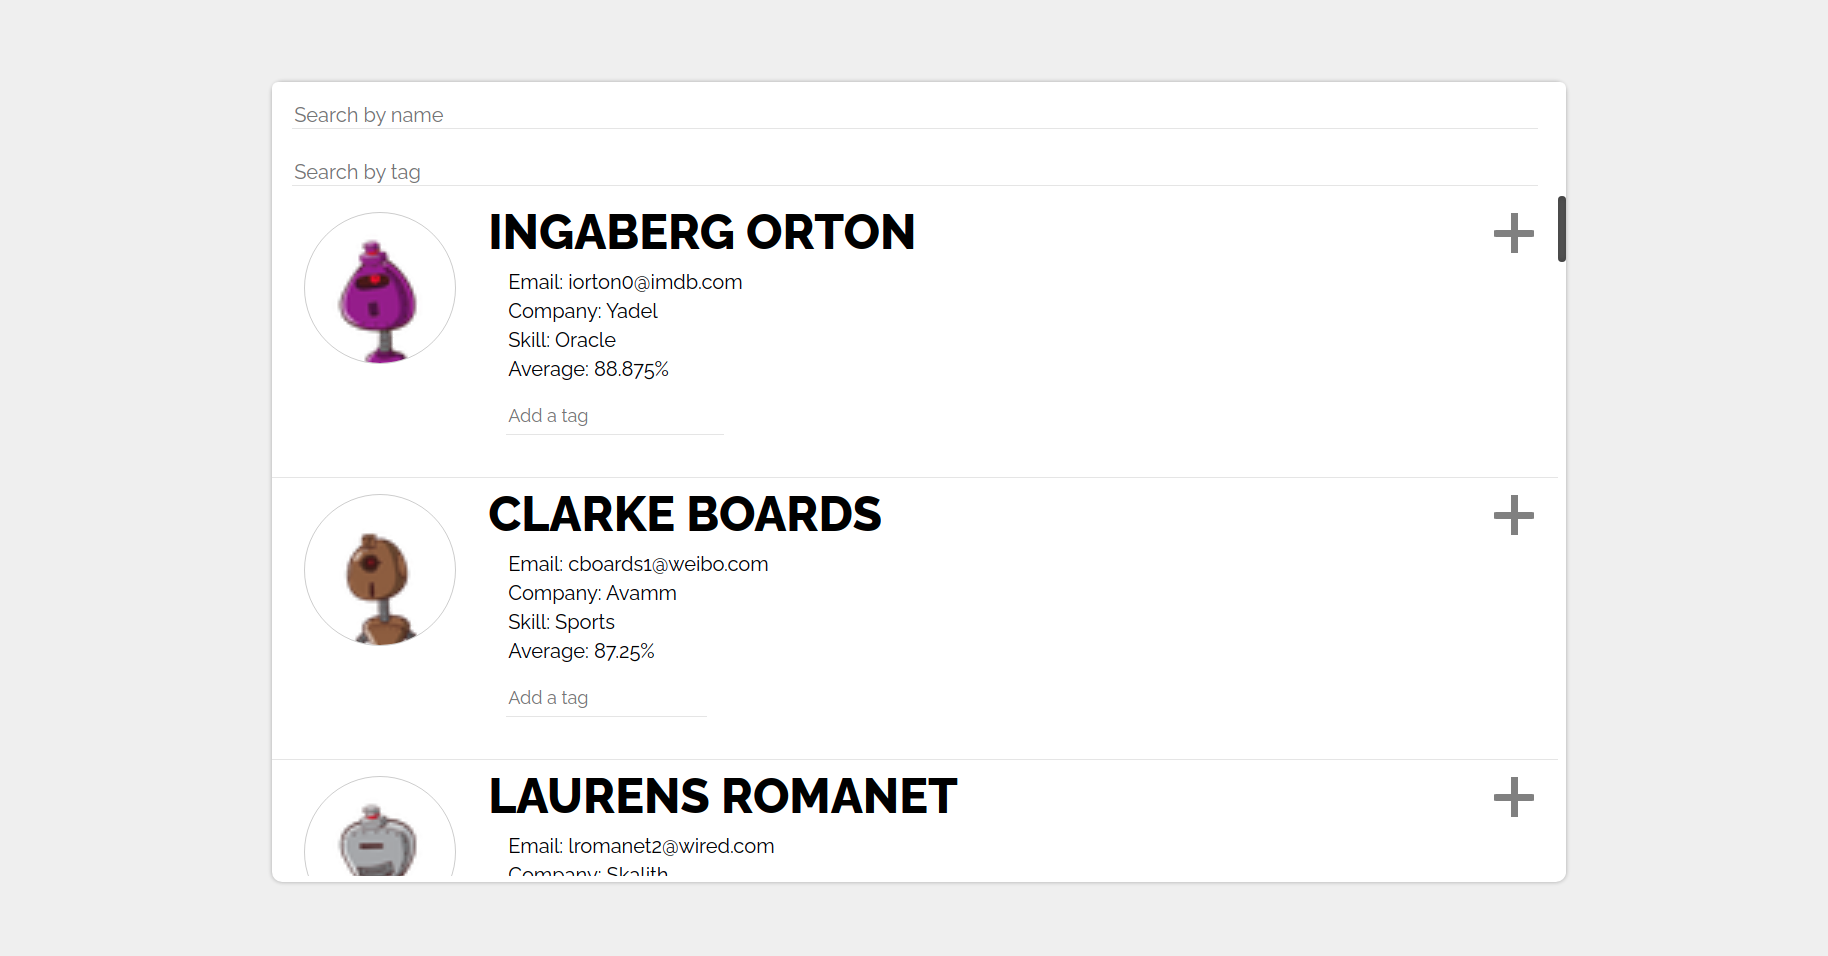 Search by name
Search by tag
INGABERG ORTON
Email: iorton0@imdb.com
Company: Yadel
Skill: Oracle
Average: 88.875%
Add a tag
CLARKE BOARDS
Email: cboards1@weibo.com
Company: Avamm
Skill: Sports
Average: 87.25%
Add a tag
LAURENS ROMANET
Email: lromanet2@wired.com
Company: Skalith